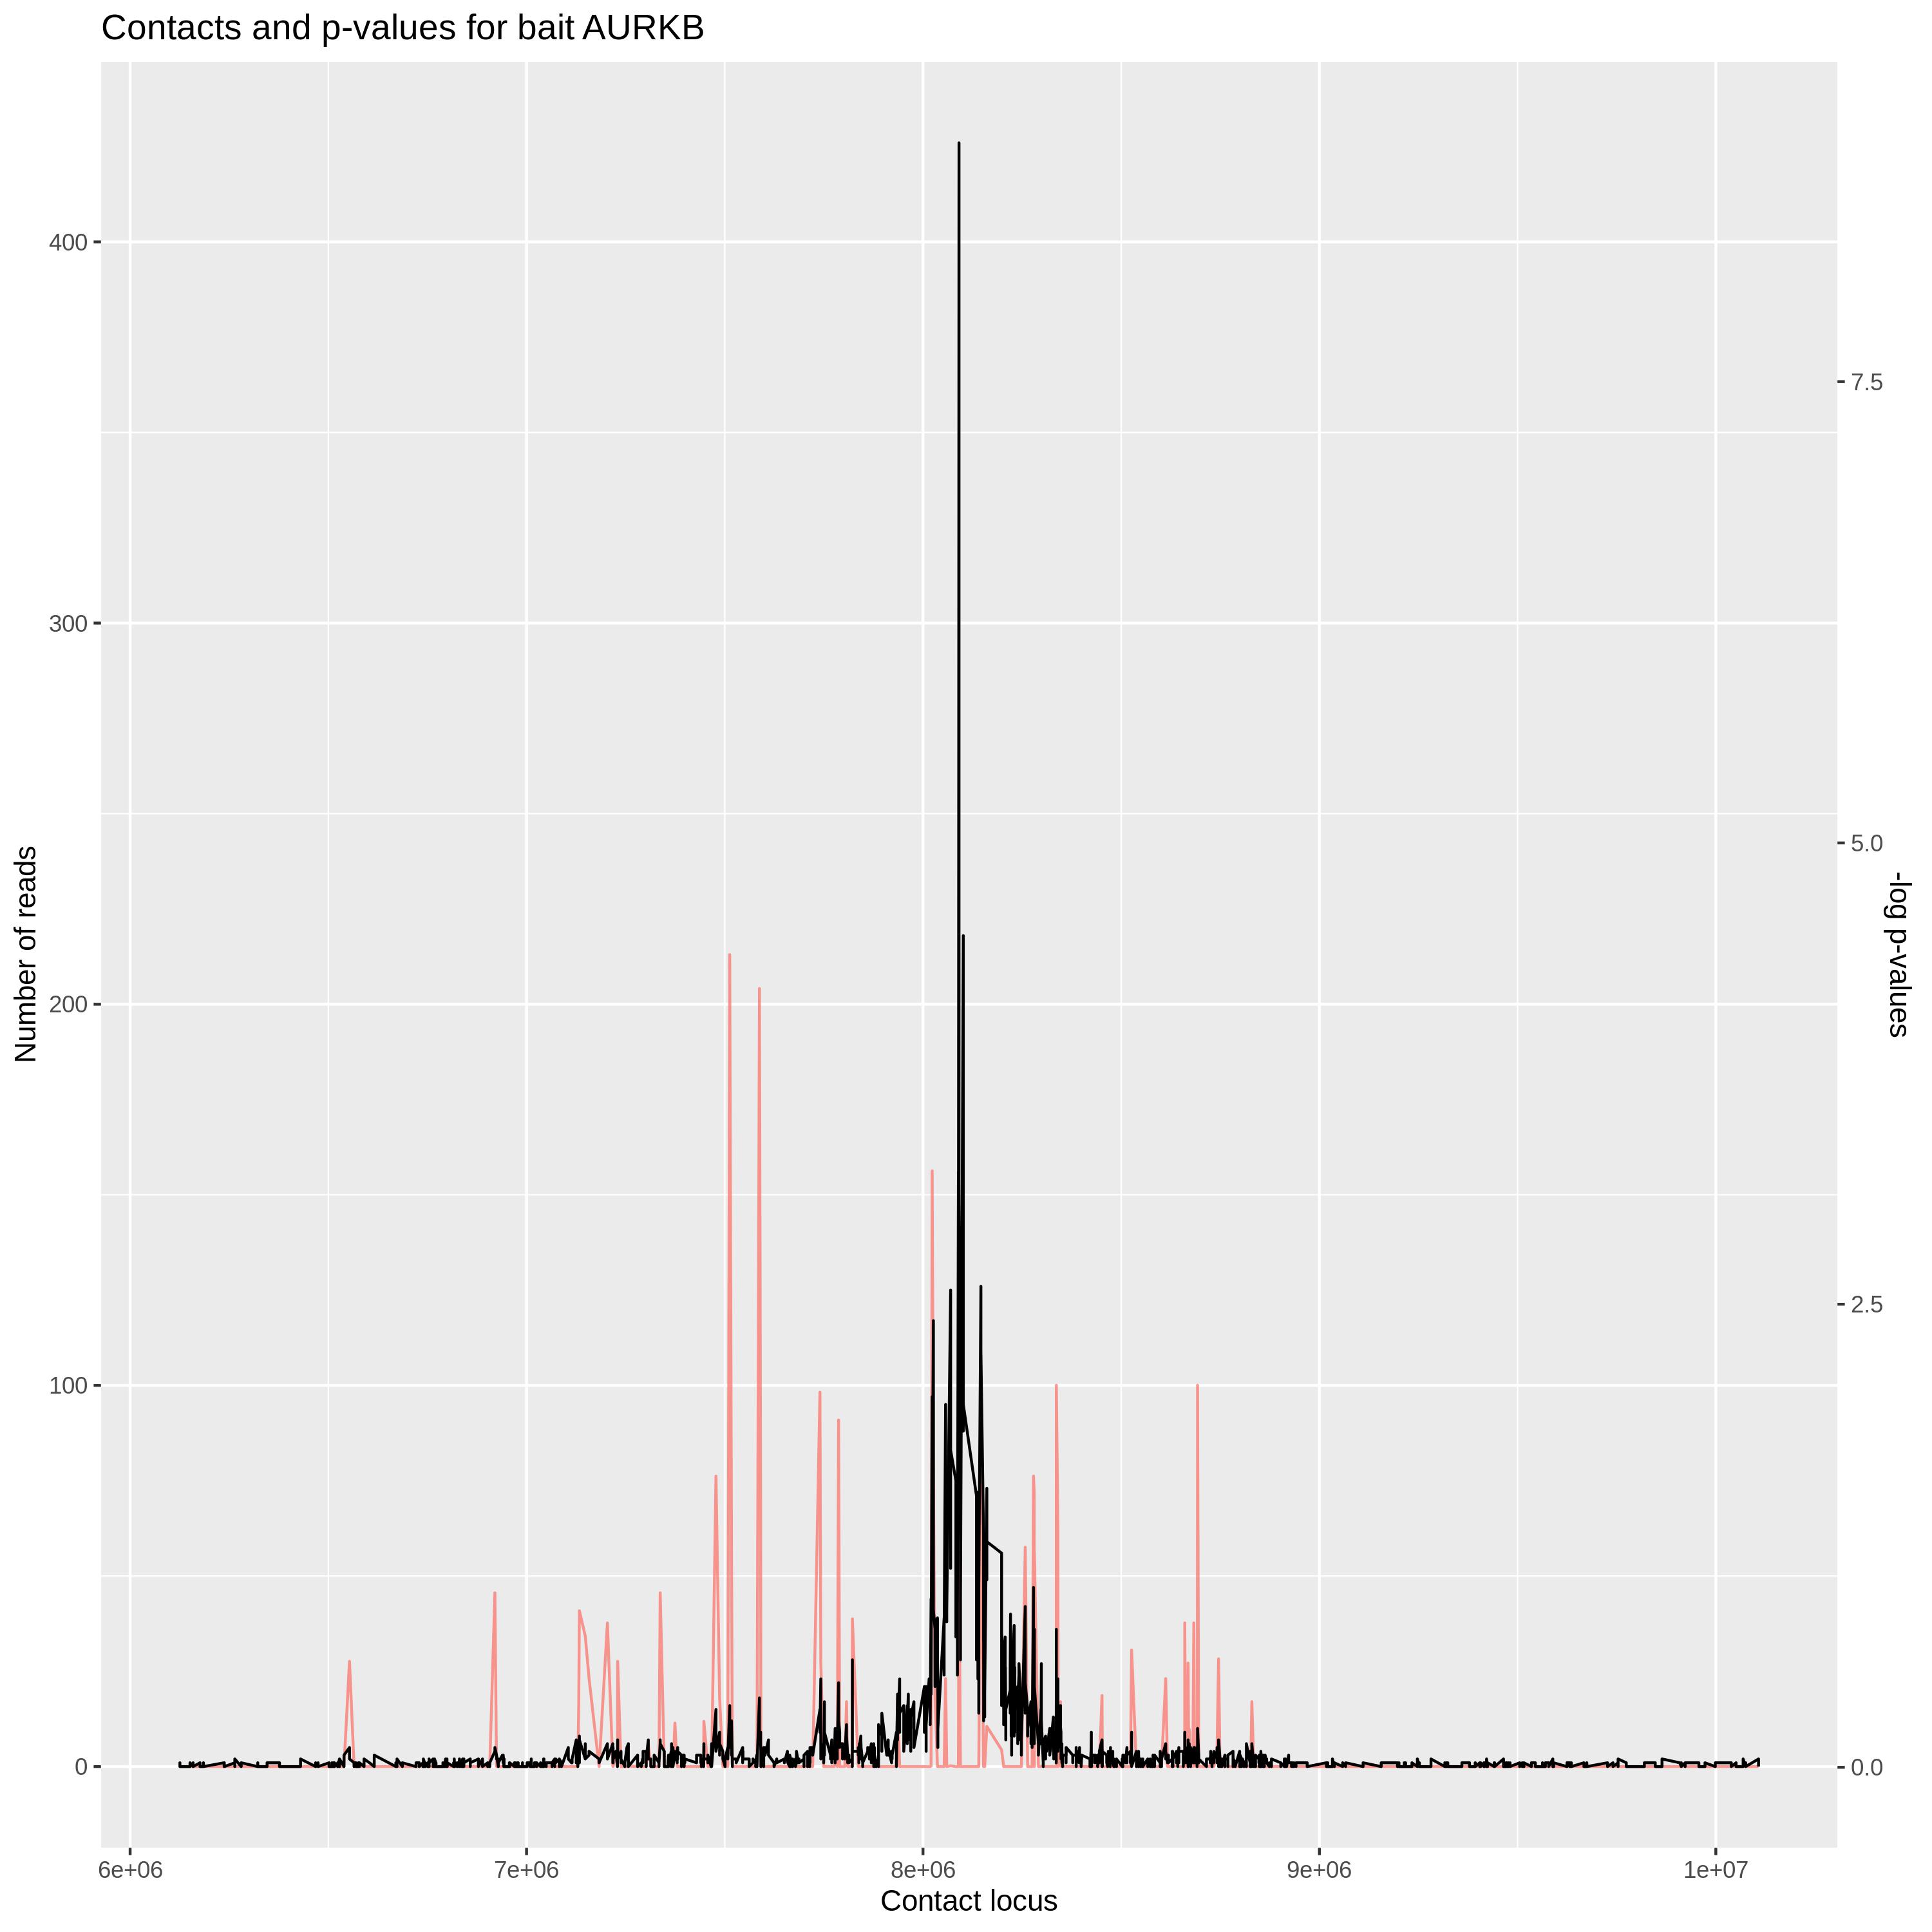 Contacts and p-values for bait AURKB
400
300
200
100
0
Number of reads
7.5
5.0
2.5
0.0
-log p-values
6e+06
7e+06
8e+06
9e+06
1e+07
Contact locus